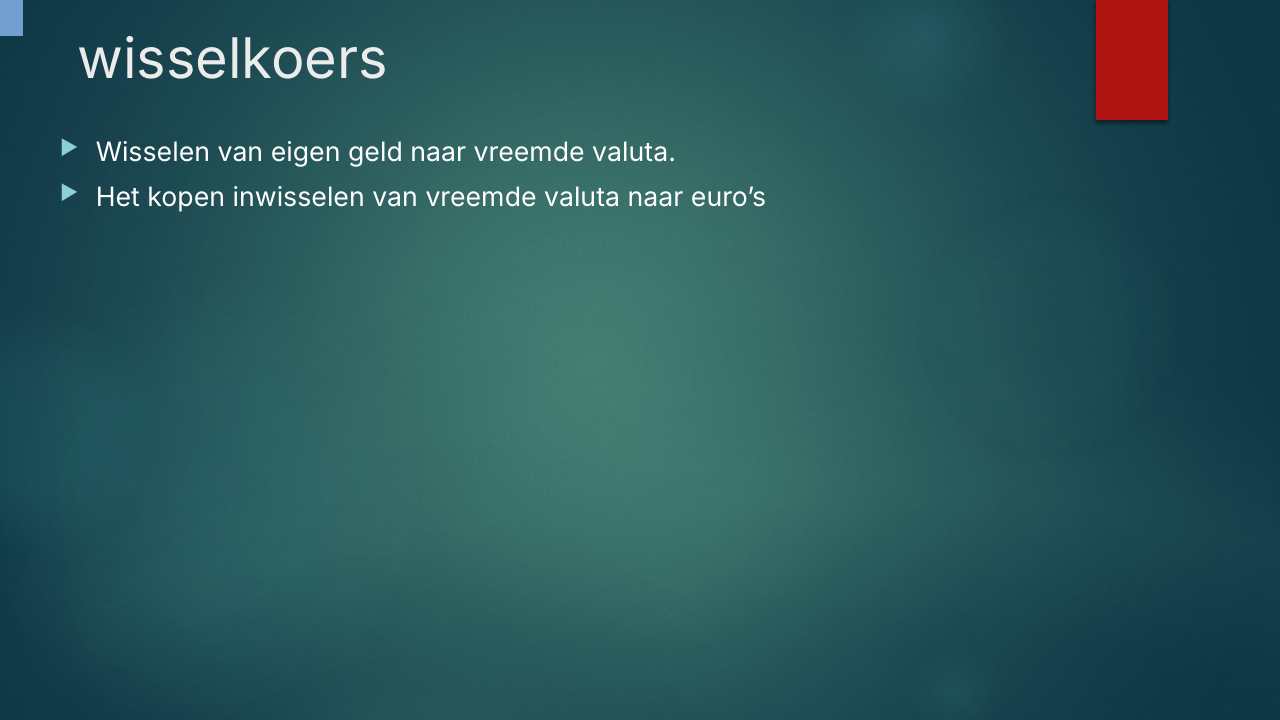 wisselkoers
Wisselen van eigen geld naar vreemde valuta.
Het kopen inwisselen van vreemde valuta naar euro’s